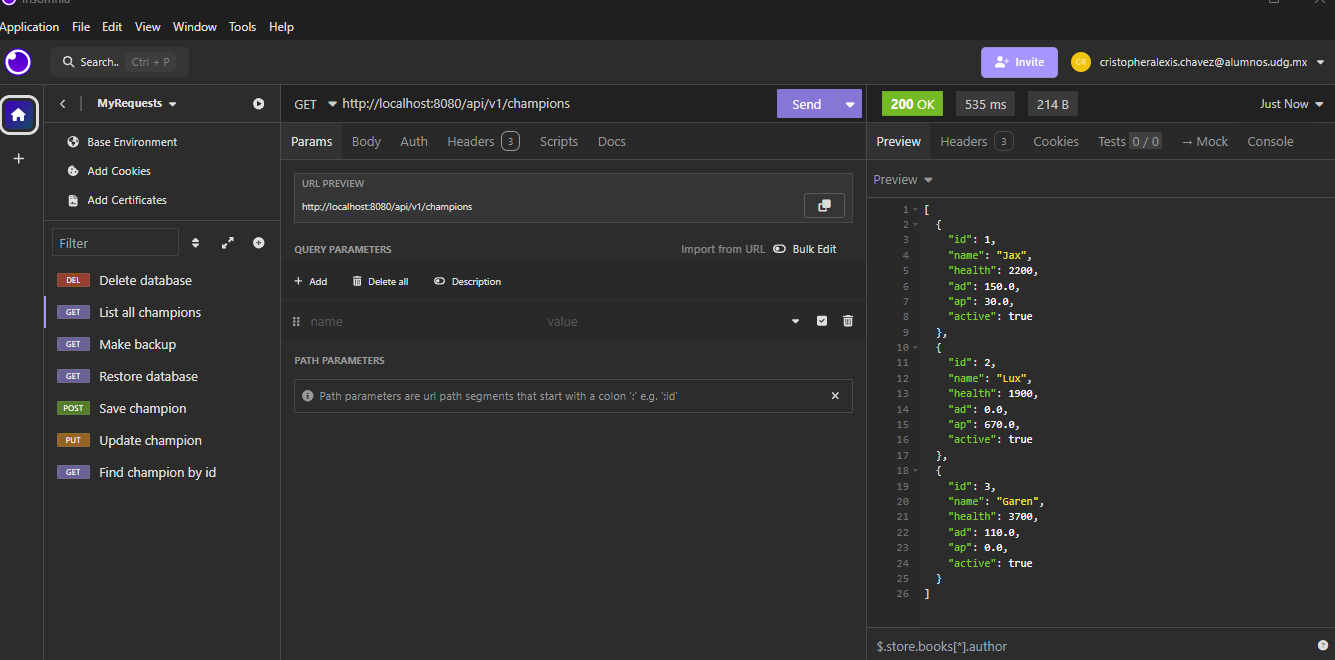 Insomnia
Application File Edit View Window Tools Help
Search.. Ctrl + P
Invite
CR cristopheralexis.chavez@alumnos.udg.mx
MyRequests
Base Environment
Add Cookies
Add Certificates
Filter
DEL Delete database
GET List all champions
GET Make backup
GET Restore database
POST Save champion
PUT Update champion
GET Find champion by id
GET http://localhost:8080/api/v1/champions Send
Params Body Auth Headers 3 Scripts Docs
URL PREVIEW
http://localhost:8080/api/v1/champions
QUERY PARAMETERS Import from URL Bulk Edit
+ Add Delete all Description
name value
PATH PARAMETERS
Path parameters are url path segments that start with a colon ':' e.g. ':id'
200 OK 535 ms 214 B Just Now
Preview Headers 3 Cookies Tests 0 / 0 → Mock Console
Preview
1 [
2 {
3 "id": 1,
4 "name": "Jax",
5 "health": 2200,
6 "ad": 150.0,
7 "ap": 30.0,
8 "active": true
9 },
10 {
11 "id": 2,
12 "name": "Lux",
13 "health": 1900,
14 "ad": 0.0,
15 "ap": 670.0,
16 "active": true
17 },
18 {
19 "id": 3,
20 "name": "Garen",
21 "health": 3700,
22 "ad": 110.0,
23 "ap": 0.0,
24 "active": true
25 }
26 ]
$.store.books[*].author